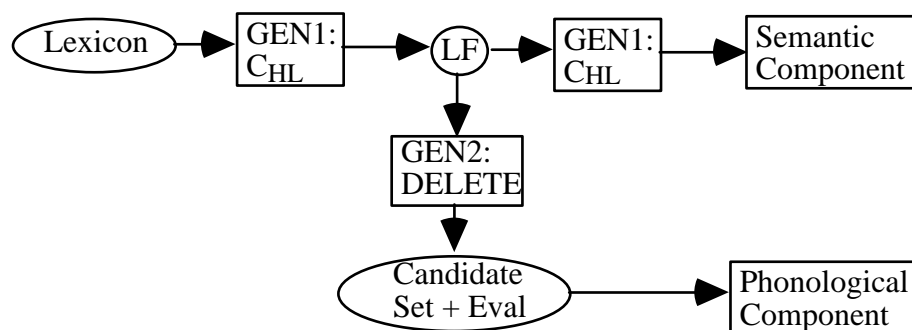 Lexicon
GEN1:
CHL
LF
GEN1:
CHL
Semantic
Component
GEN2:
DELETE
Candidate
Set + Eval
Phonological
Component